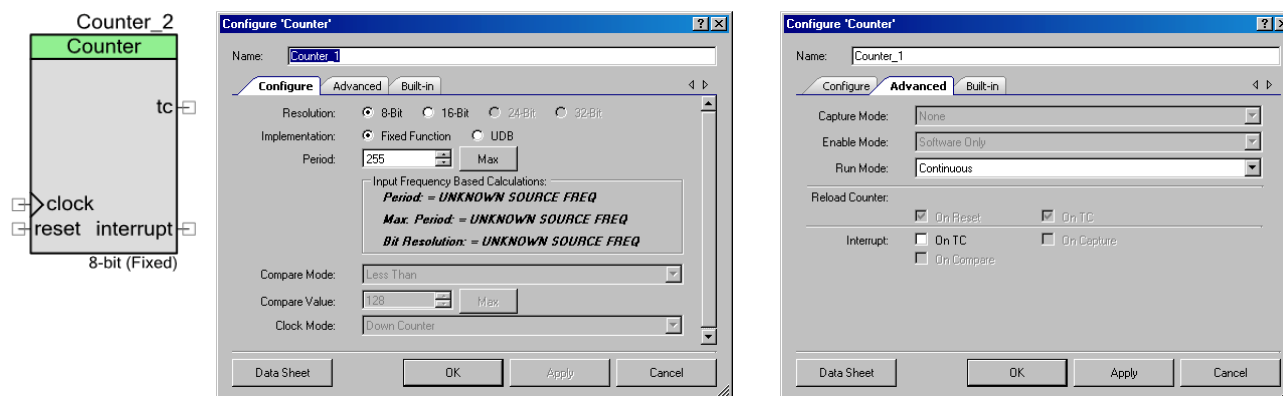 Counter_2
Counter
tc
clock
reset interrupt
8-bit (Fixed)
Configure 'Counter'
Name: Counter_1
Configure Advanced Built-in
Resolution: 8-Bit 16-Bit 24-Bit 32-Bit
Implementation: Fixed Function UDB
Period: 255 Max
Input Frequency Based Calculations:
Period: = UNKNOWN SOURCE FREQ
Max. Period: = UNKNOWN SOURCE FREQ
Bit Resolution: = UNKNOWN SOURCE FREQ
Compare Mode: Less Than
Compare Value: 128 Max
Clock Mode: Down Counter
Data Sheet OK Apply Cancel
Configure 'Counter'
Name: Counter_1
Configure Advanced Built-in
Capture Mode: None
Enable Mode: Software Only
Run Mode: Continuous
Reload Counter:
On Reset On TC
Interrupt: On TC On Capture
On Compare
Data Sheet OK Apply Cancel